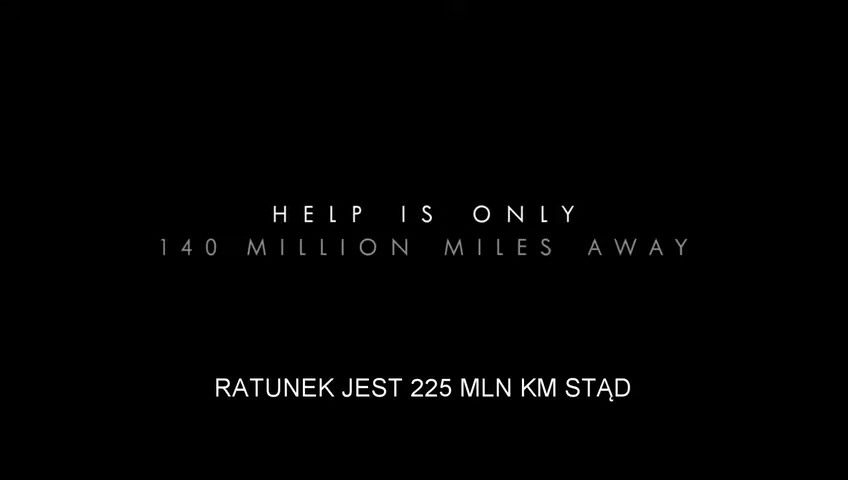 HELP IS ONLY
140 MILLION MILES AWAY
RATUNEK JEST 225 MLN KM STĄD